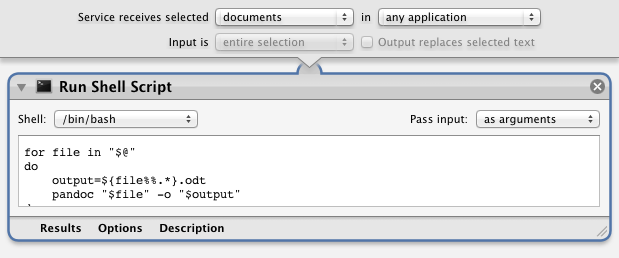 Service receives selected documents in any application
Input is entire selection Output replaces selected text
Run Shell Script
Shell: /bin/bash Pass input: as arguments
for file in "$@"
do
    output=${file%%.*}.odt
    pandoc "$file" -o "$output"
Results Options Description